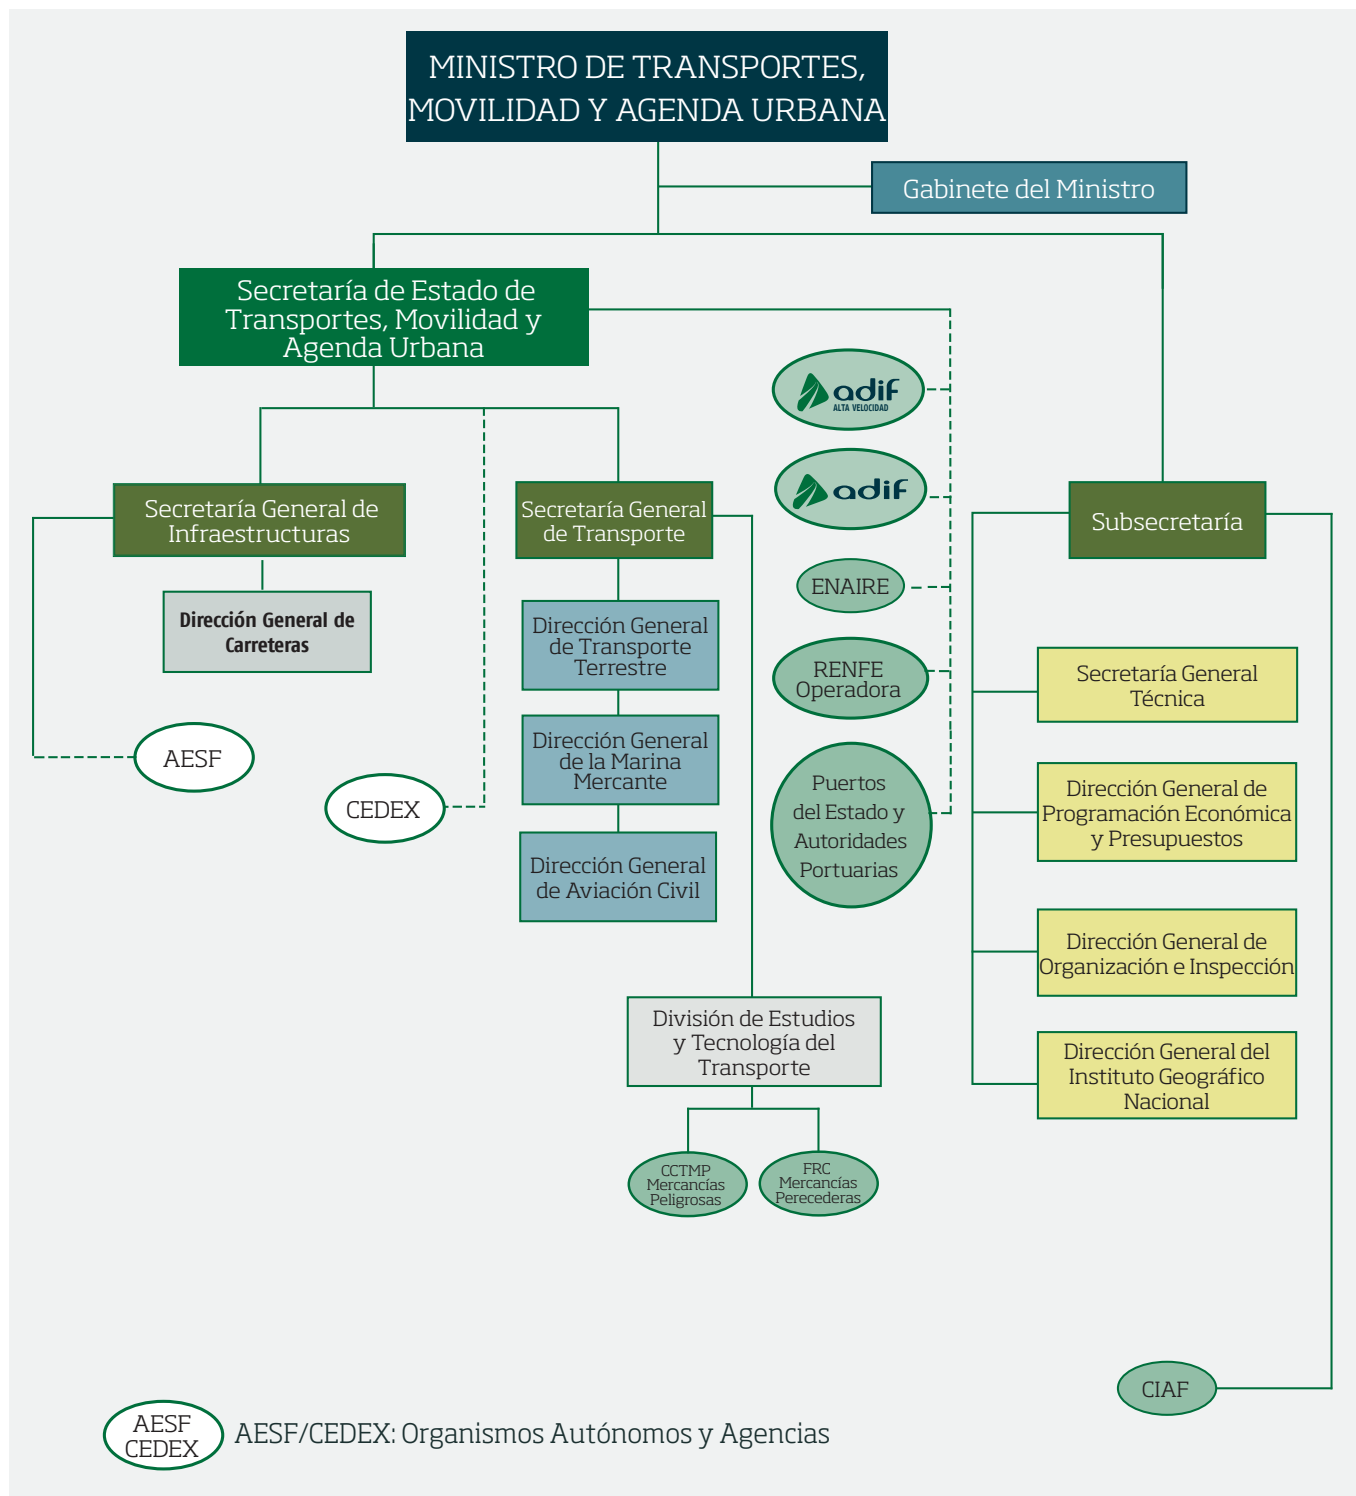 MINISTRO DE TRANSPORTES,
MOVILIDAD Y AGENDA URBANA
Gabinete del Ministro
Secretaría de Estado de
Transportes, Movilidad y
Agenda Urbana
adif
ALTA VELOCIDAD
adif
ENAIRE
RENFE
Operadora
Puertos
del Estado y
Autoridades
Portuarias
Secretaría General de
Infraestructuras
Dirección General de
Carreteras
AESF
CEDEX
Secretaría General
de Transporte
Dirección General
de Transporte
Terrestre
Dirección General
de la Marina
Mercante
Dirección General
de Aviación Civil
División de Estudios
y Tecnología del
Transporte
CCTMP
Mercancías
Peligrosas
FRC
Mercancías
Perecederas
Subsecretaría
Secretaría General
Técnica
Dirección General de
Programación Económica
y Presupuestos
Dirección General de
Organización e Inspección
Dirección General del
Instituto Geográfico
Nacional
CIAF
AESF
CEDEX
AESF/CEDEX: Organismos Autónomos y Agencias